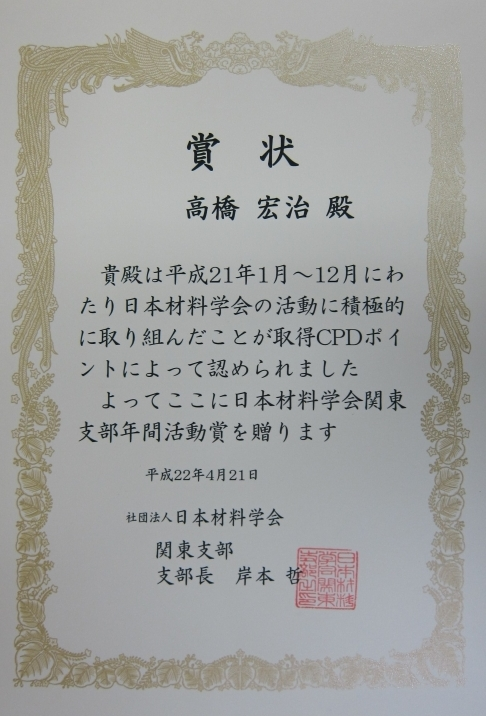 賞 状
高橋 宏治 殿
貴殿は平成21年1月～12月にわ
たり日本材料学会の活動に積極的
に取り組んだことが取得CPDポイ
ントによって認められました
よってここに日本材料学会関東
支部年間活動賞を贈ります
平成22年4月21日
社団法人日本材料学会
関東支部
支部長 岸本 哲